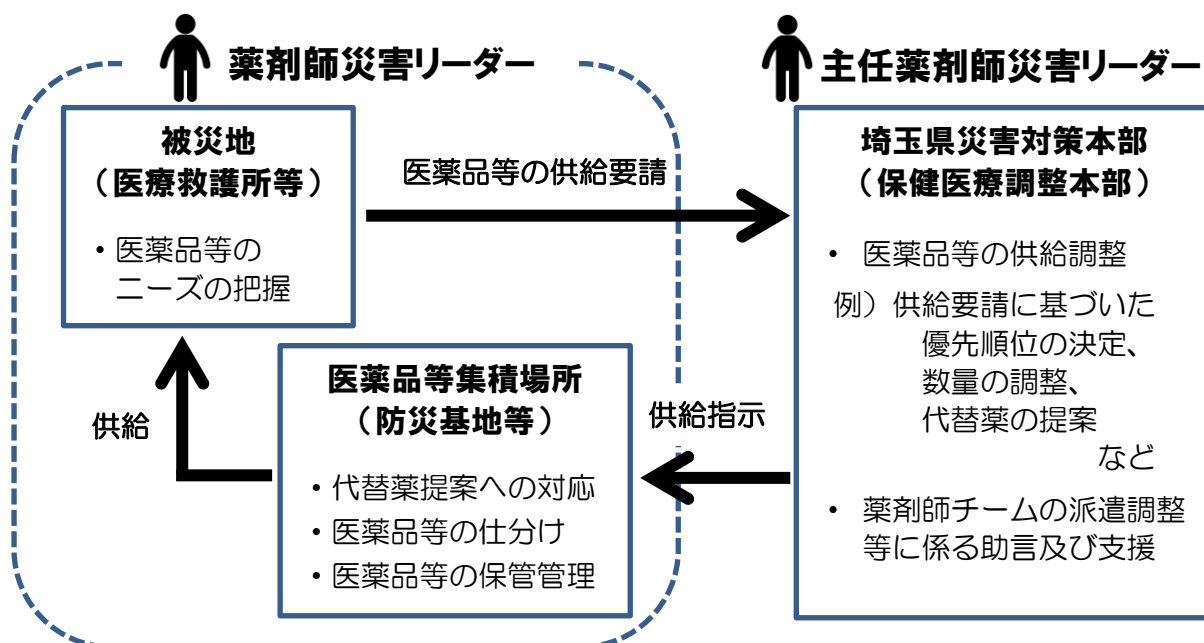 薬剤師災害リーダー
主任薬剤師災害リーダー
被災地
（医療救護所等）
・医薬品等の
ニーズの把握
医薬品等の供給要請
埼玉県災害対策本部
（保健医療調整本部）
・ 医薬品等の供給調整
例）供給要請に基づいた
優先順位の決定、
数量の調整、
代替薬の提案
など
・ 薬剤師チームの派遣調整
等に係る助言及び支援
供給指示
医薬品等集積場所
（防災基地等）
・代替薬提案への対応
・医薬品等の仕分け
・医薬品等の保管管理
供給